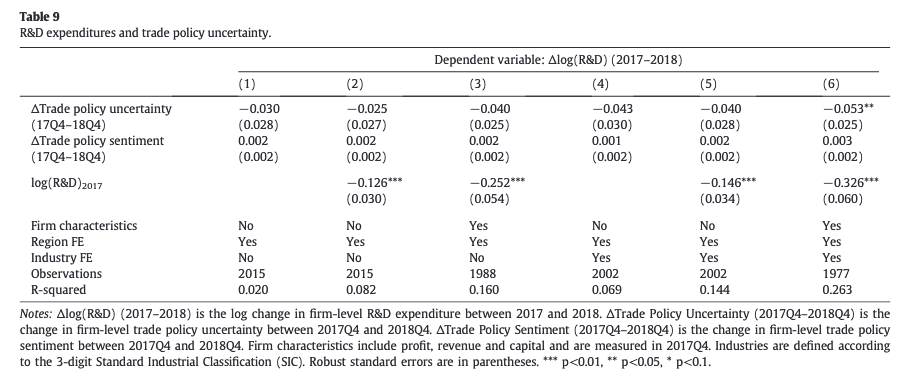 Table 9
R&D expenditures and trade policy uncertainty.
Dependent variable: Δlog(R&D) (2017–2018)
(1) (2) (3) (4) (5) (6)
ΔTrade policy uncertainty −0.030 −0.025 −0.040 −0.043 −0.040 −0.053**
(17Q4–18Q4) (0.028) (0.027) (0.025) (0.030) (0.028) (0.025)
ΔTrade policy sentiment 0.002 0.002 0.002 0.001 0.002 0.003
(17Q4–18Q4) (0.002) (0.002) (0.002) (0.002) (0.002) (0.002)
log(R&D)2017 −0.126*** −0.252*** −0.146*** −0.326***
(0.030) (0.054) (0.034) (0.060)
Firm characteristics No No Yes No No Yes
Region FE Yes Yes Yes Yes Yes Yes
Industry FE No No No Yes Yes Yes
Observations 2015 2015 1988 2002 2002 1977
R-squared 0.020 0.082 0.160 0.069 0.144 0.263
Notes: Δlog(R&D) (2017–2018) is the log change in firm-level R&D expenditure between 2017 and 2018. ΔTrade Policy Uncertainty (2017Q4–2018Q4) is the
change in firm-level trade policy uncertainty between 2017Q4 and 2018Q4. ΔTrade Policy Sentiment (2017Q4–2018Q4) is the change in firm-level trade policy
sentiment between 2017Q4 and 2018Q4. Firm characteristics include profit, revenue and capital and are measured in 2017Q4. Industries are defined according
to the 3-digit Standard Industrial Classification (SIC). Robust standard errors are in parentheses. *** p<0.01, ** p<0.05, * p<0.1.